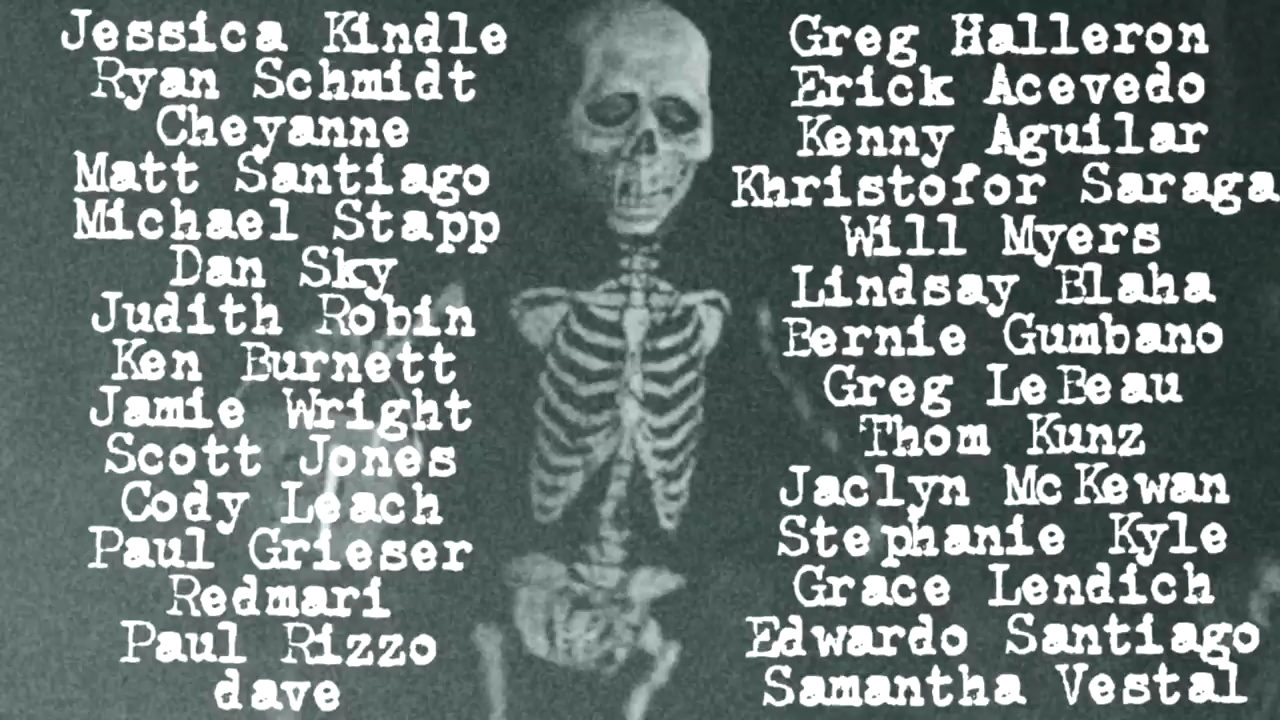 Jessica Kindle
Ryan Schmidt
Cheyanne
Matt Santiago
Michael Stapp
Dan Sky
Judith Robin
Ken Burnett
Jamie Wright
Scott Jones
Cody Leach
Paul Grieser
Redmari
Paul Rizzo
dave
Greg Halleron
Erick Acevedo
Kenny Aguilar
Khristofor Saraga
Will Myers
Lindsay Blaha
Bernie Gumbano
Greg LeBeau
Thom Kunz
Jaclyn McKewan
Stephanie Kyle
Grace Lendich
Edwardo Santiago
Samantha Vestal